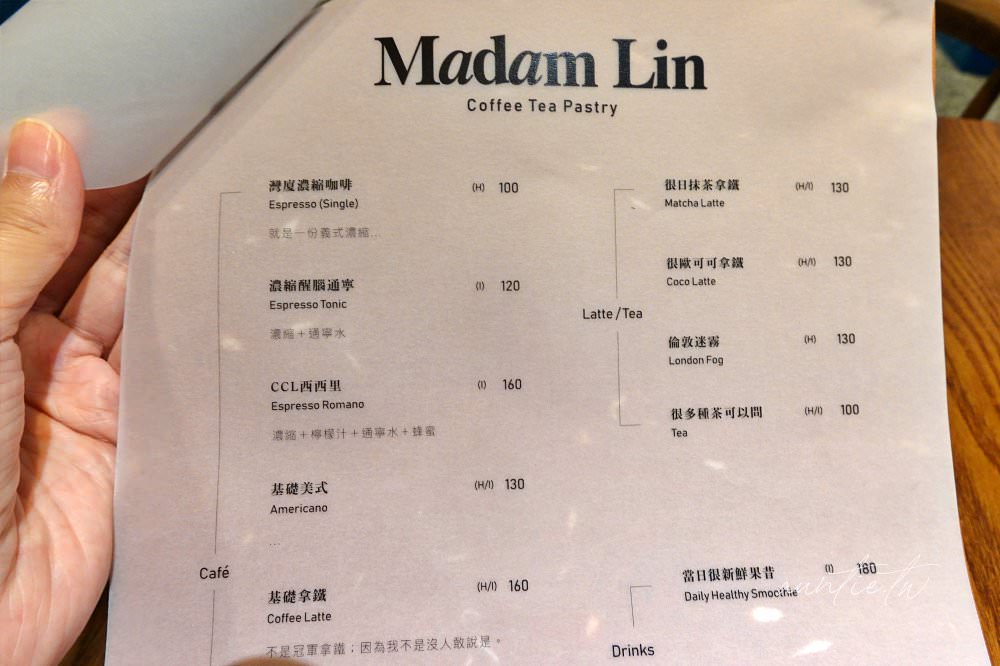 Madam Lin
Coffee Tea Pastry
灣廈濃縮咖啡 (H) 100
Espresso (Single)
就是一份義式濃縮...
濃縮醒腦通寧 (I) 120
Espresso Tonic
濃縮＋通寧水
CCL西西里 (I) 160
Espresso Romano
濃縮＋檸檬汁＋通寧水＋蜂蜜
基礎美式 (H/I) 130
Americano
...
Café
基礎拿鐵 (H/I) 160
Coffee Latte
不是冠軍拿鐵；因為我不是沒人敢說是。
很日抹茶拿鐵 (H/I) 130
Matcha Latte
很歐可可拿鐵 (H/I) 130
Coco Latte
Latte/Tea
倫敦迷霧 (H) 130
London Fog
很多種茶可以問 (H/I) 100
Tea
當日很新鮮果昔 (I) 180
Daily Healthy Smoothie
Drinks
auntie.tw